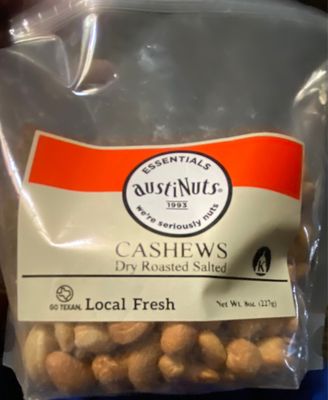 ESSENTIALS
austiNuts®
1993
we're seriously nuts
CASHEWS
Dry Roasted Salted
K
GO TEXAN.
Local Fresh
Net Wt. 8oz. (227g)